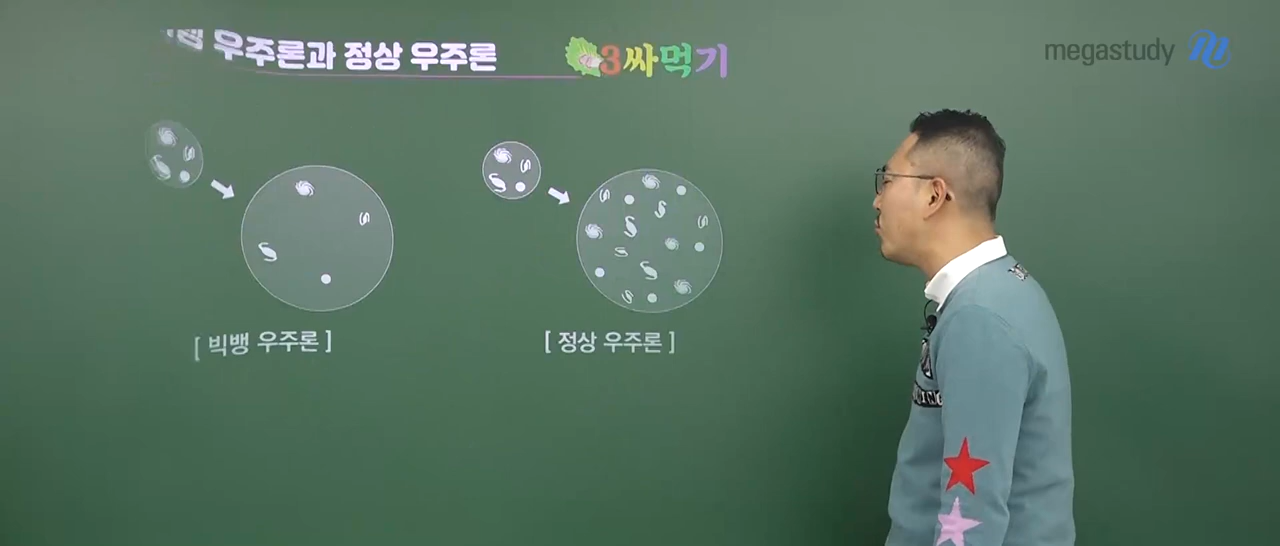 우주론과 정상 우주론
3싸먹기
megastudy
[ 빅뱅 우주론 ]
[ 정상 우주론 ]